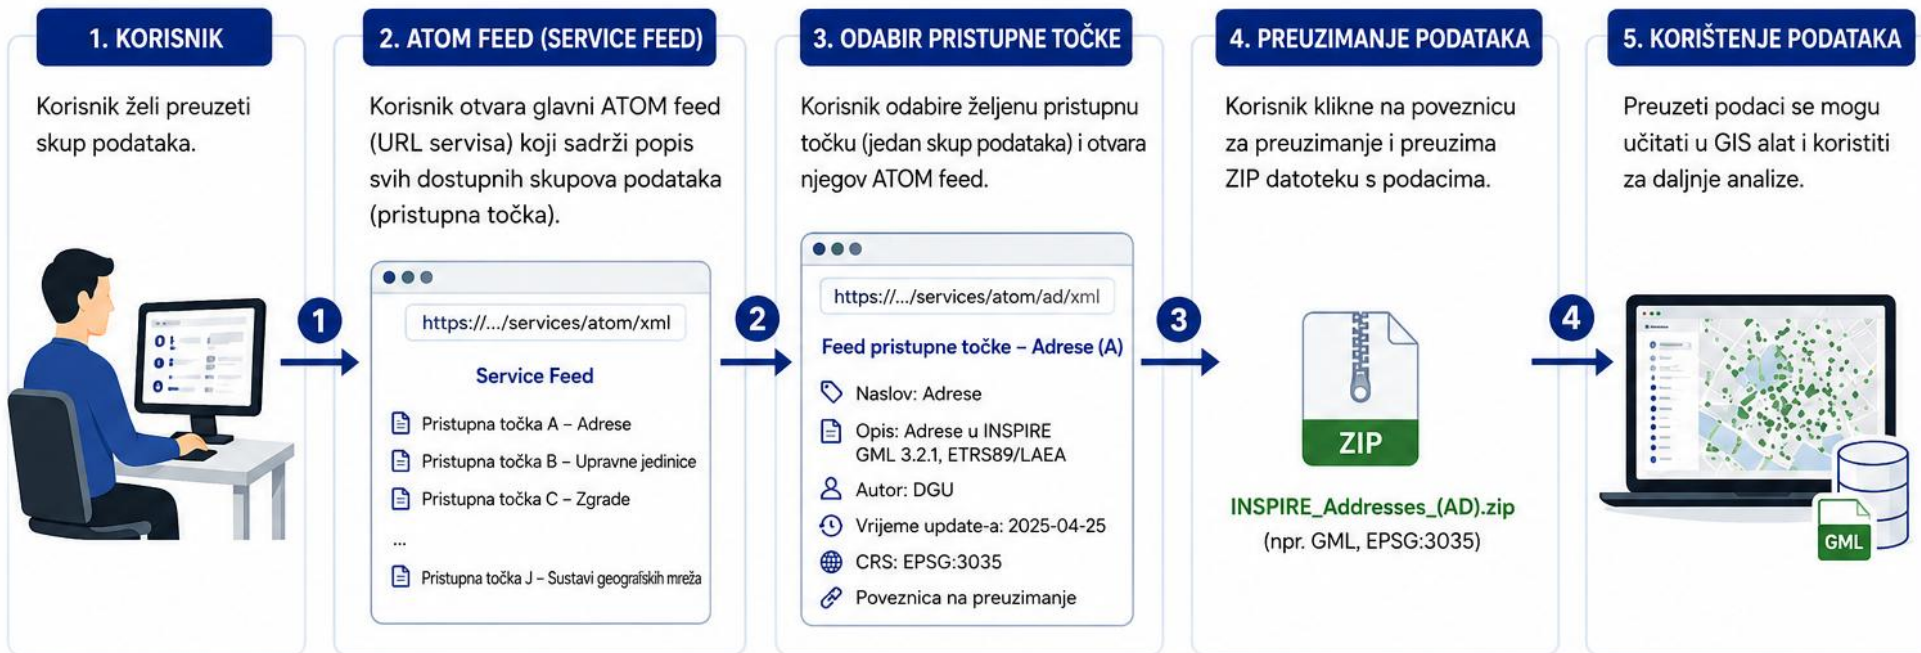 1. KORISNIK
Korisnik želi preuzeti
skup podataka.
1
2. ATOM FEED (SERVICE FEED)
Korisnik otvara glavni ATOM feed
(URL servisa) koji sadrži popis
svih dostupnih skupova podataka
(pristupna točka).
https://.../services/atom/xml
Service Feed
Pristupna točka A – Adrese
Pristupna točka B – Upravne jedinice
Pristupna točka C – Zgrade
...
Pristupna točka J – Sustavi geografskih mreža
2
3. ODABIR PRISTUPNE TOČKE
Korisnik odabire željenu pristupnu
točku (jedan skup podataka) i otvara
njegov ATOM feed.
https://.../services/atom/ad/xml
Feed pristupne točke – Adrese (A)
Naslov: Adrese
Opis: Adrese u INSPIRE
GML 3.2.1, ETRS89/LAEA
Autor: DGU
Vrijeme update-a: 2025-04-25
CRS: EPSG:3035
Poveznica na preuzimanje
3
4. PREUZIMANJE PODATAKA
Korisnik klikne na poveznicu
za preuzimanje i preuzima
ZIP datoteku s podacima.
ZIP
INSPIRE_Addresses_(AD).zip
(npr. GML, EPSG:3035)
4
5. KORIŠTENJE PODATAKA
Preuzeti podaci se mogu
učitati u GIS alat i koristiti
za daljnje analize.
GML